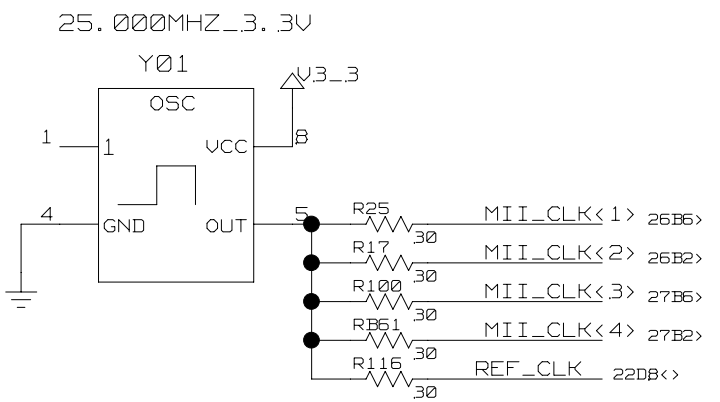 25.000MHZ_3.3V
Y01
V3_3
OSC
1
1
VCC
8
4
GND
OUT
5
R25
30
MII_CLK<1>
26B6>
R17
30
MII_CLK<2>
26B2>
R100
30
MII_CLK<3>
27B6>
RB61
30
MII_CLK<4>
27B2>
R116
30
REF_CLK
22D8<>